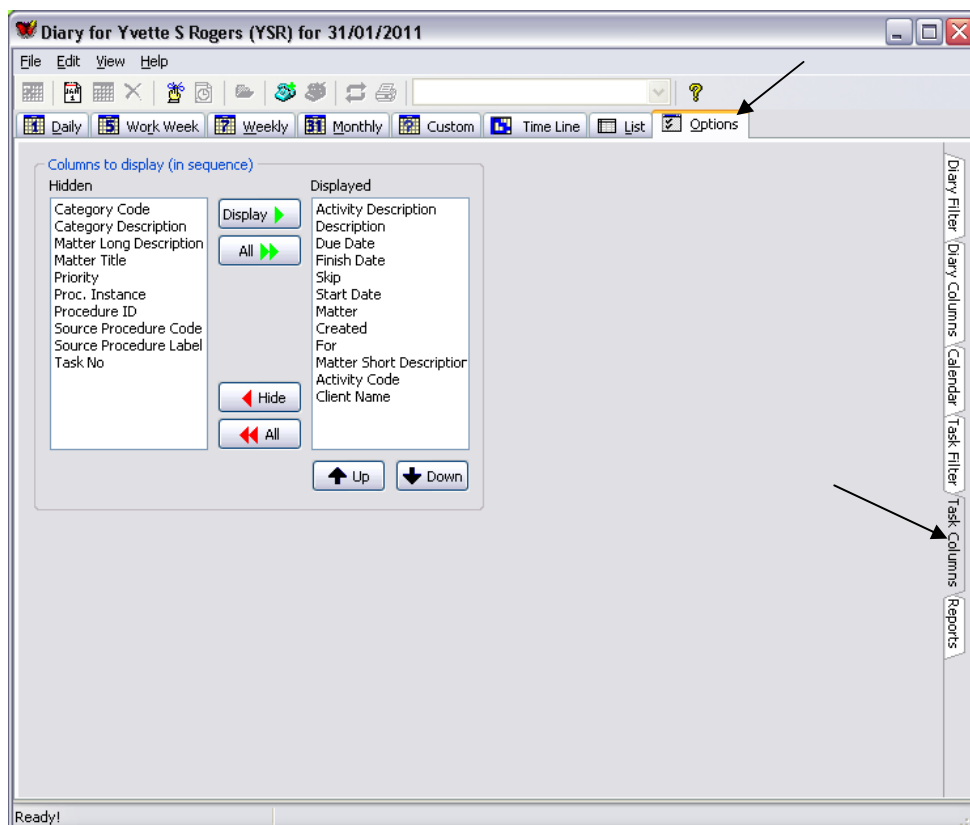 Diary for Yvette S Rogers (YSR) for 31/01/2011
File Edit View Help
Daily Work Week Weekly Monthly Custom Time Line List Options
Columns to display (in sequence)
Hidden
Category Code
Category Description
Matter Long Description
Matter Title
Priority
Proc. Instance
Procedure ID
Source Procedure Code
Source Procedure Label
Task No
Display
All
Hide
All
Displayed
Activity Description
Description
Due Date
Finish Date
Skip
Start Date
Matter
Created
For
Matter Short Description
Activity Code
Client Name
Up Down
Diary Filter
Diary Columns
Calendar
Task Filter
Task Columns
Reports
Ready!